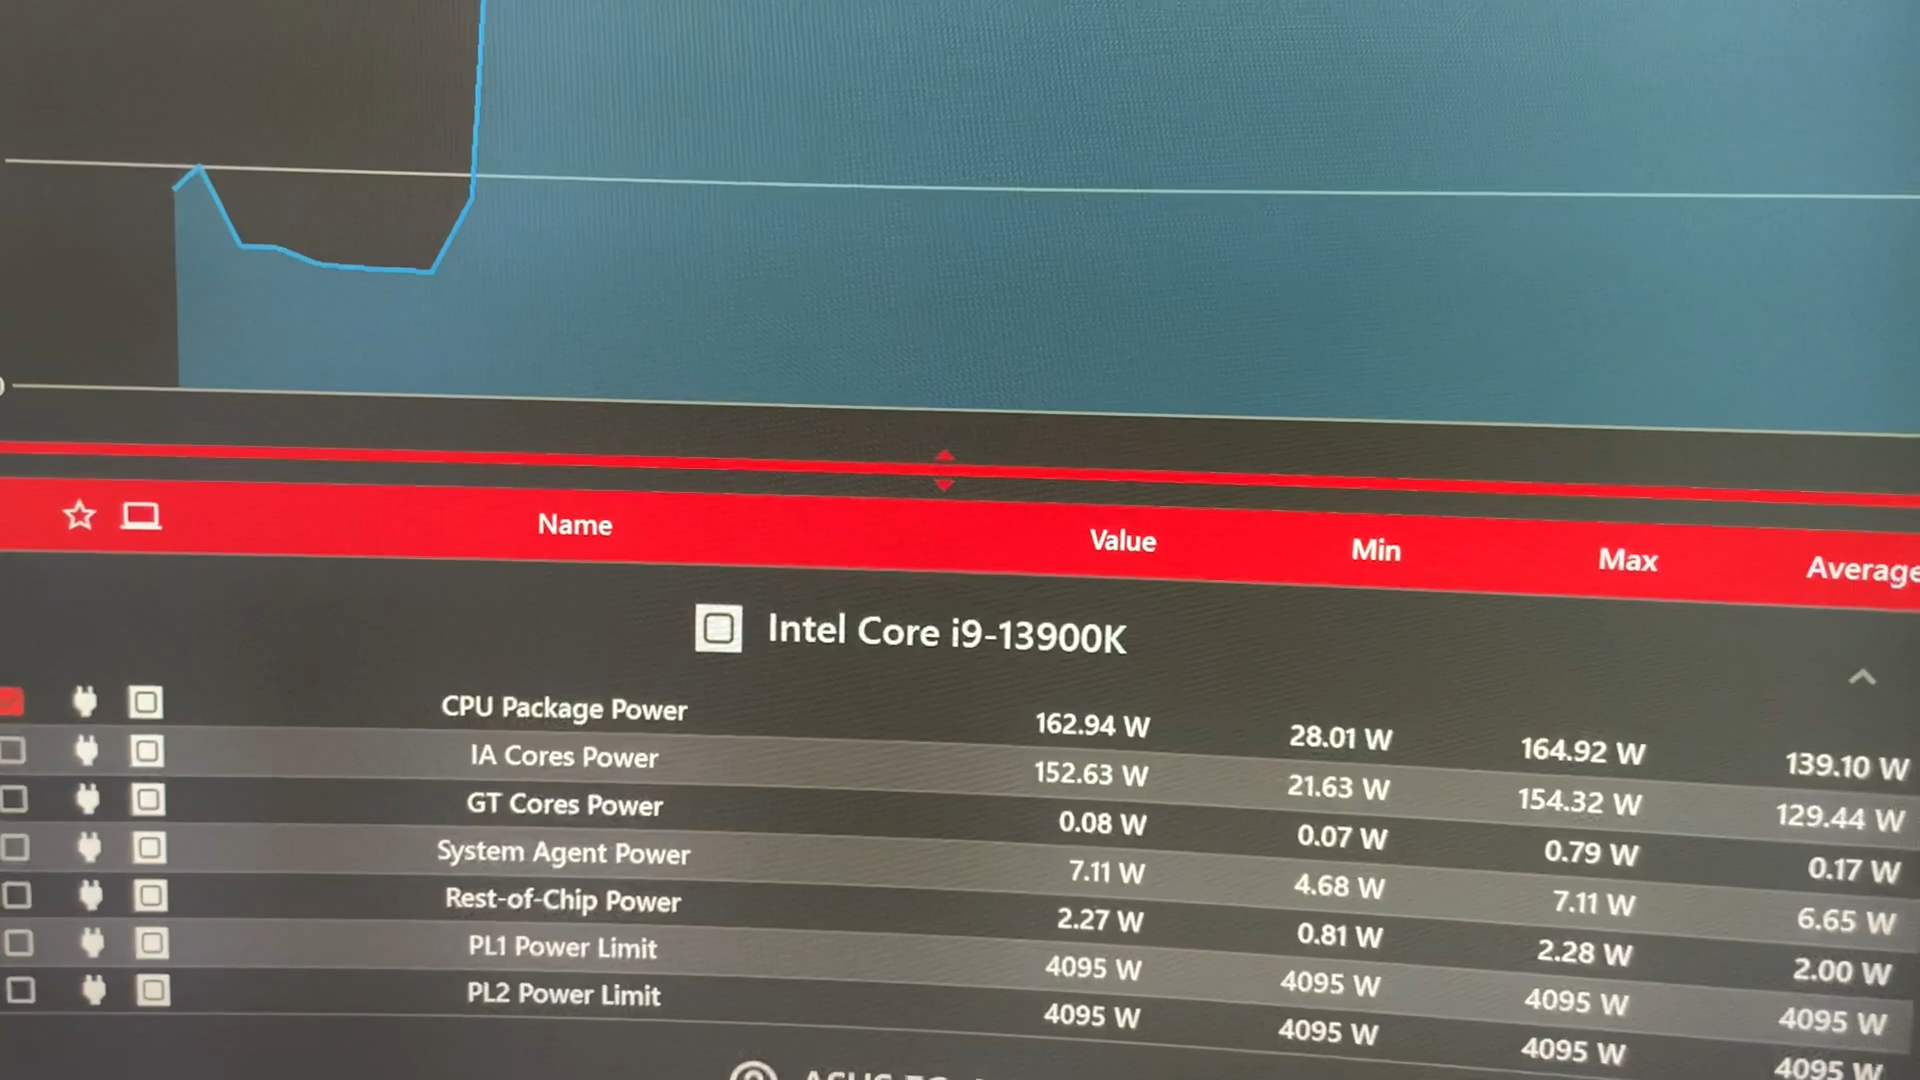 0
Name Value Min Max Average
Intel Core i9-13900K
CPU Package Power 162.94 W 28.01 W 164.92 W 139.10 W
IA Cores Power 152.63 W 21.63 W 154.32 W 129.44 W
GT Cores Power 0.08 W 0.07 W 0.79 W 0.17 W
System Agent Power 7.11 W 4.68 W 7.11 W 6.65 W
Rest-of-Chip Power 2.27 W 0.81 W 2.28 W 2.00 W
PL1 Power Limit 4095 W 4095 W 4095 W 4095 W
PL2 Power Limit 4095 W 4095 W 4095 W 4095 W
ASUS EC